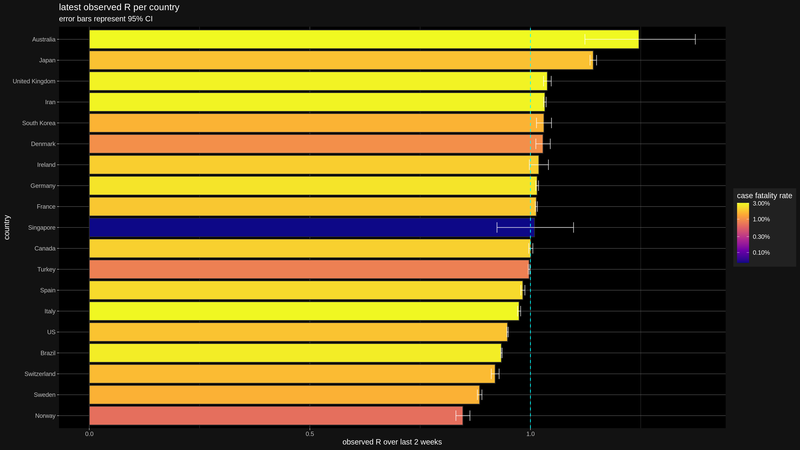 latest observed R per country
error bars represent 95% CI
country
Australia
Japan
United Kingdom
Iran
South Korea
Denmark
Ireland
Germany
France
Singapore
Canada
Turkey
Spain
Italy
US
Brazil
Switzerland
Sweden
Norway
0.0
0.5
1.0
observed R over last 2 weeks
case fatality rate
3.00%
1.00%
0.30%
0.10%